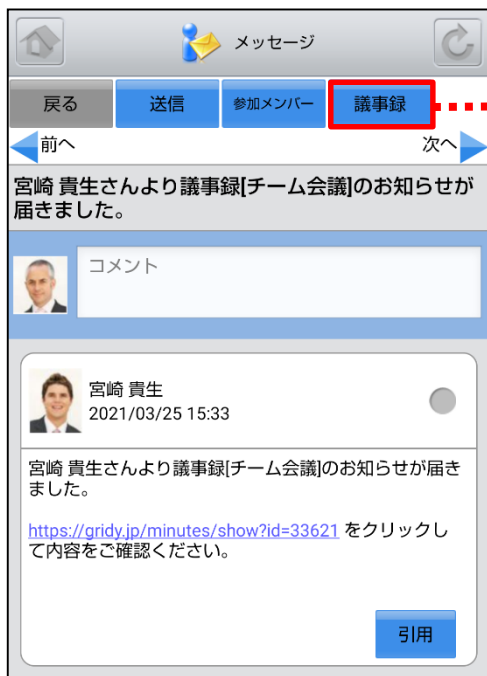 メッセージ
戻る 送信 参加メンバー 議事録
前へ 次へ
宮崎 貴生さんより議事録[チーム会議]のお知らせが
届きました。
コメント
宮崎 貴生
2021/03/25 15:33
宮崎 貴生さんより議事録[チーム会議]のお知らせが届き
ました。
https://gridy.jp/minutes/show?id=33621 をクリックし
て内容をご確認ください。
引用